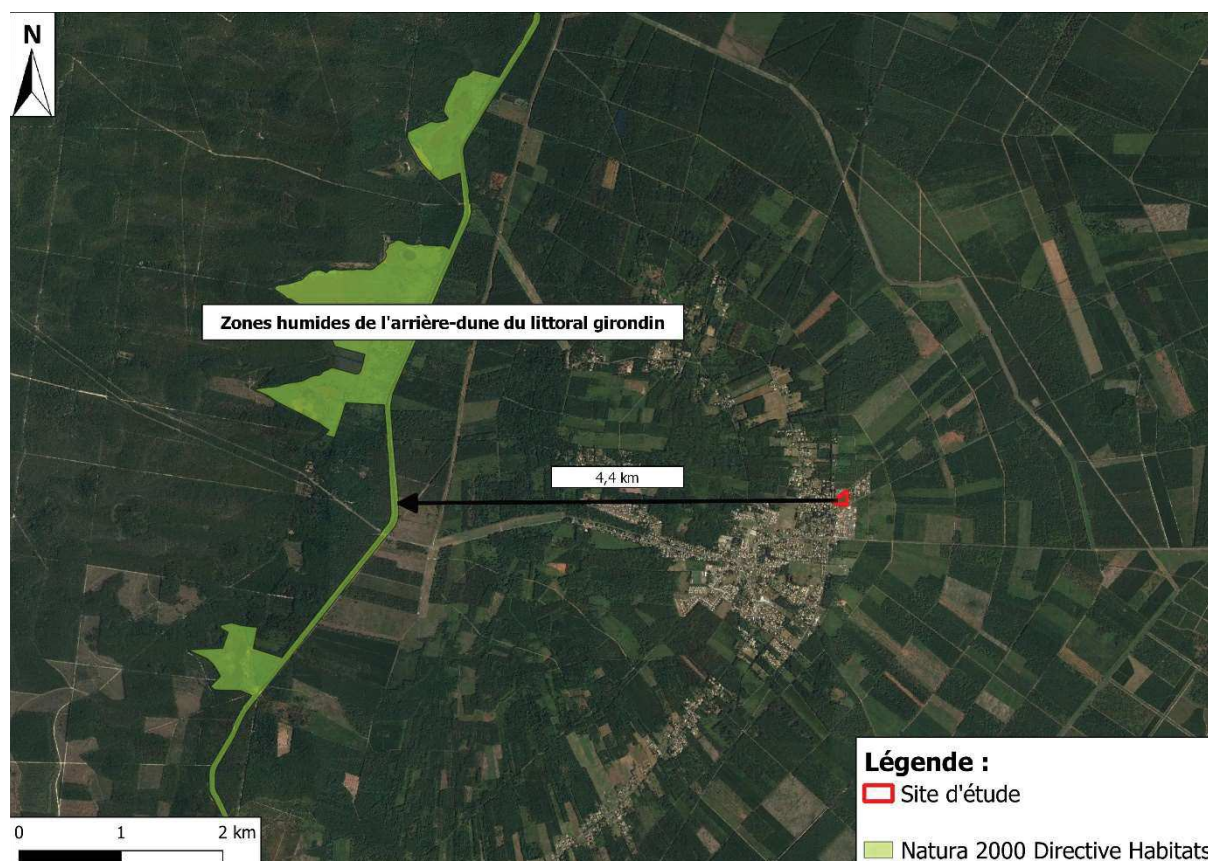 N
Zones humides de l'arrière-dune du littoral girondin
4,4 km
Légende :
Site d'étude
Natura 2000 Directive Habitats
0 1 2 km